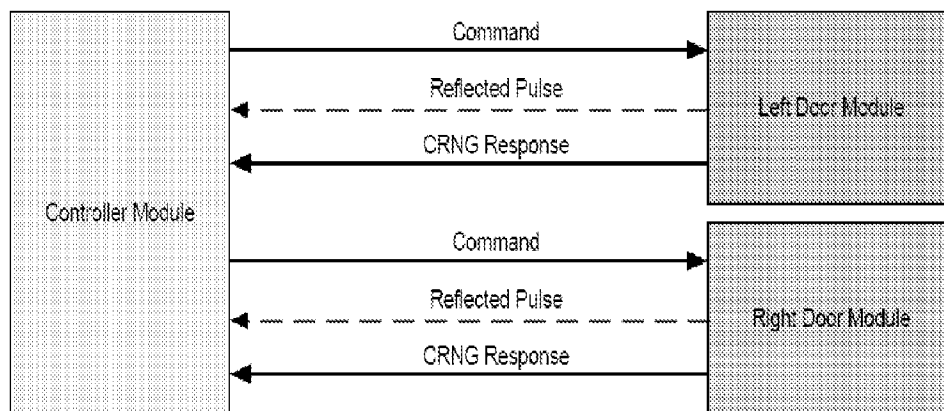 Command
Reflected Pulse
Left Door Module
CRNG Response
Controller Module
Command
Reflected Pulse
Right Door Module
CRNG Response